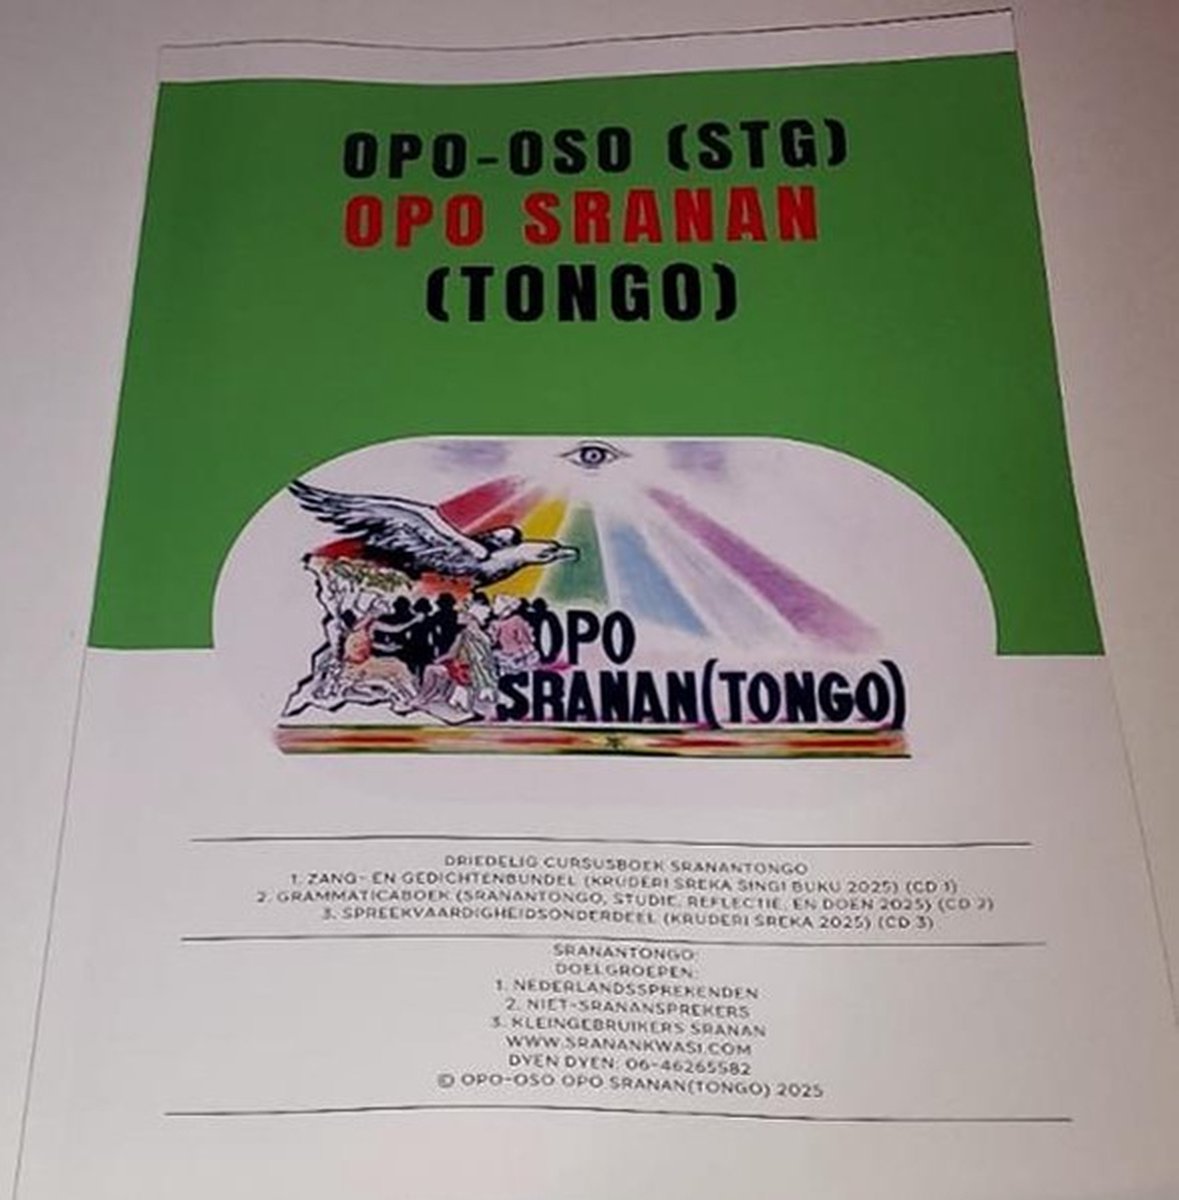 OPO-OSO (STG)
OPO SRANAN
(TONGO)
OPO
SRANAN(TONGO)
DRIEDELIG CURSUSBOEK SRANANTONGO
1. ZANG- EN GEDICHTENBUNDEL (KRUDERI SREKA SINGI BUKU 2025) (CD 1)
2. GRAMMATICABOEK (SRANANTONGO, STUDIE, REFLECTIE, EN DOEN 2025) (CD 2)
3. SPREEKVAARDIGHEIDSONDERDEEL (KRUDERI SREKA 2025) (CD 3)
SRANANTONGO:
DOELGROEPEN:
1. NEDERLANDSSPREKENDEN
2. NIET-SRANANSPREKERS
3. KLEINGEBRUIKERS SRANAN
WWW.SRANANKWASI.COM
DYEN DYEN: 06-46265582
© OPO-OSO OPO SRANAN(TONGO) 2025